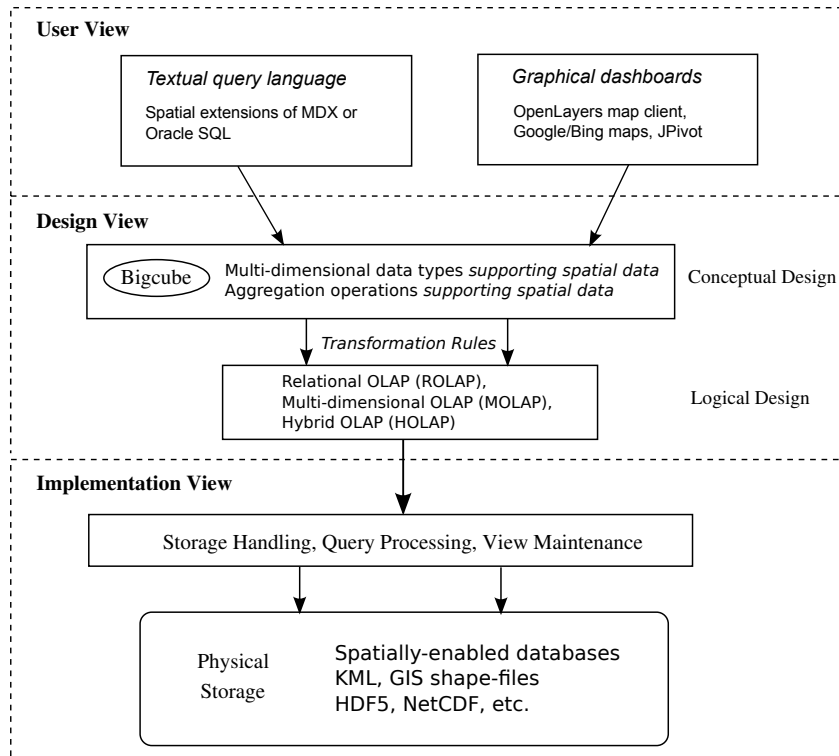 User View
Textual query language
Spatial extensions of MDX or
Oracle SQL
Graphical dashboards
OpenLayers map client,
Google/Bing maps, JPivot
Design View
Bigcube
Multi-dimensional data types supporting spatial data
Aggregation operations supporting spatial data
Conceptual Design
Transformation Rules
Relational OLAP (ROLAP),
Multi-dimensional OLAP (MOLAP),
Hybrid OLAP (HOLAP)
Logical Design
Implementation View
Storage Handling, Query Processing, View Maintenance
Physical
Storage
Spatially-enabled databases
KML, GIS shape-files
HDF5, NetCDF, etc.